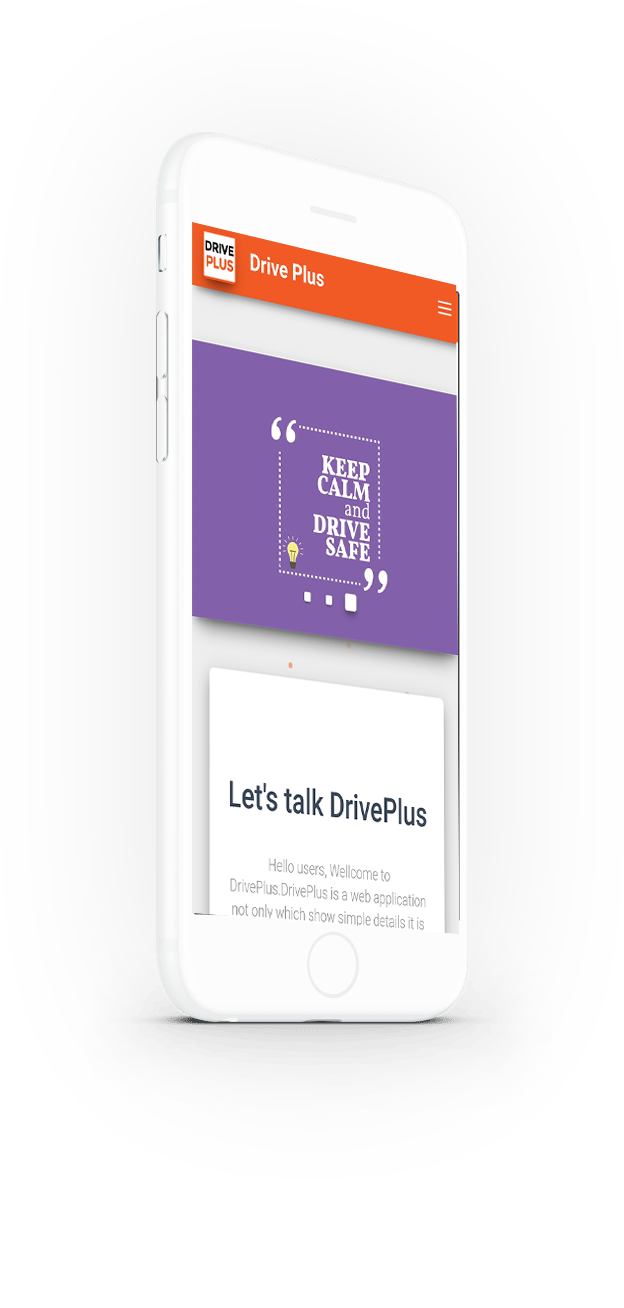 DRIVE
PLUS
Drive Plus
“
KEEP
CALM
and
DRIVE
SAFE
”
Let's talk DrivePlus
Hello users, Wellcome to
DrivePlus.DrivePlus is a web application
not only which show simple details it is